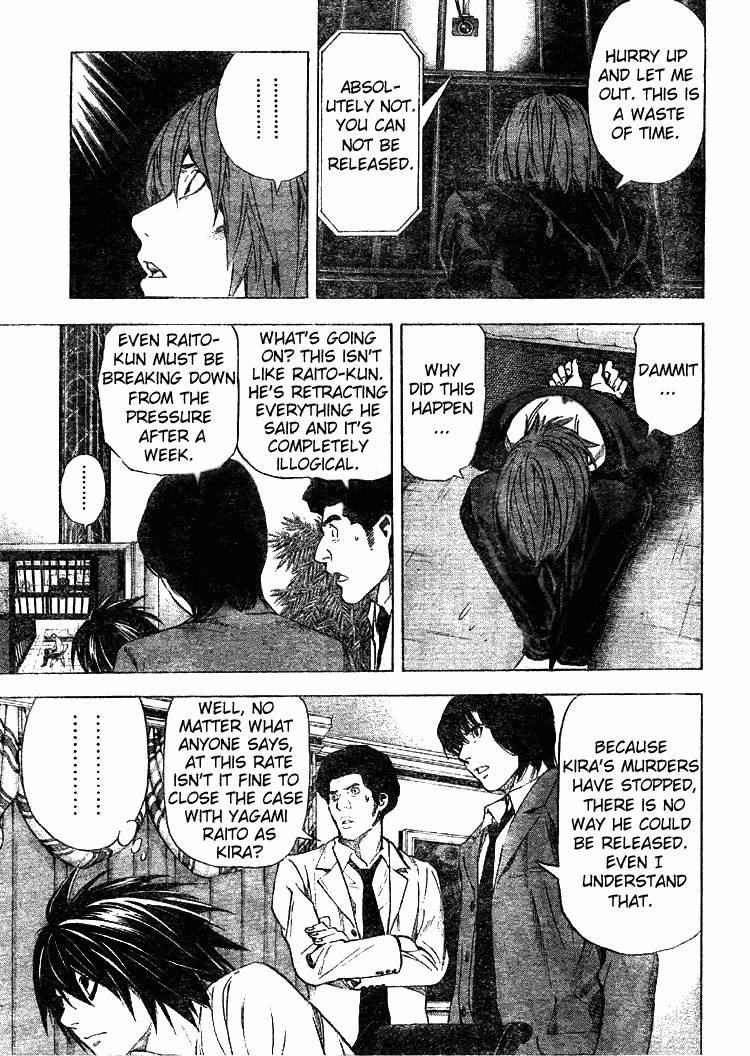 HURRY UP
AND LET ME
OUT. THIS IS
A WASTE
OF TIME.
ABSOL-
UTELY NOT.
YOU CAN
NOT BE
RELEASED.
......
......
DAMMIT
...
WHY
DID THIS
HAPPEN
...
WHAT'S GOING
ON? THIS ISN'T
LIKE RAITO-KUN.
HE'S RETRACTING
EVERYTHING HE
SAID AND IT'S
COMPLETELY
ILLOGICAL.
EVEN RAITO-
KUN MUST BE
BREAKING DOWN
FROM THE
PRESSURE
AFTER A
WEEK.
......
BECAUSE
KIRA'S MURDERS
HAVE STOPPED,
THERE IS NO
WAY HE COULD
BE RELEASED.
EVEN I
UNDERSTAND
THAT.
WELL, NO
MATTER WHAT
ANYONE SAYS,
AT THIS RATE
ISN'T IT FINE TO
CLOSE THE CASE
WITH YAGAMI
RAITO AS
KIRA?
......
......